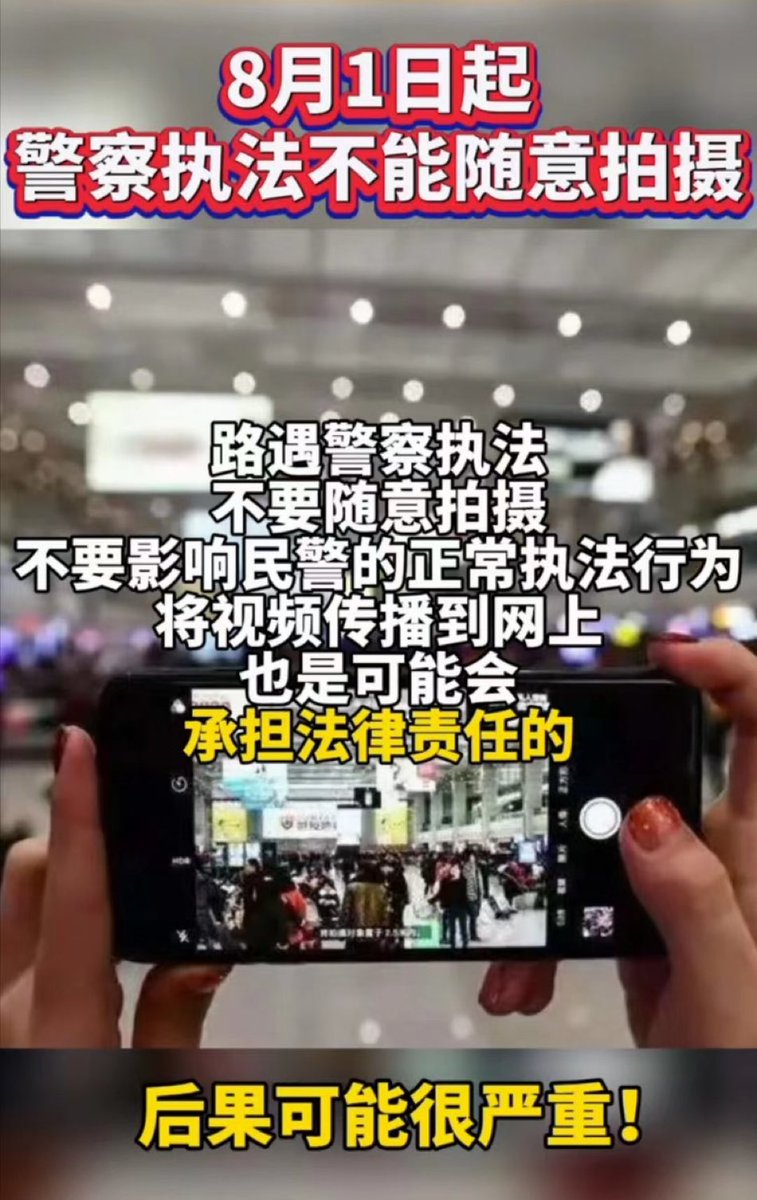 8月1日起
警察执法不能随意拍摄
路遇警察执法
不要随意拍摄
不要影响民警的正常执法行为
将视频传播到网上
也是可能会
承担法律责任的
HDR
后果可能很严重！